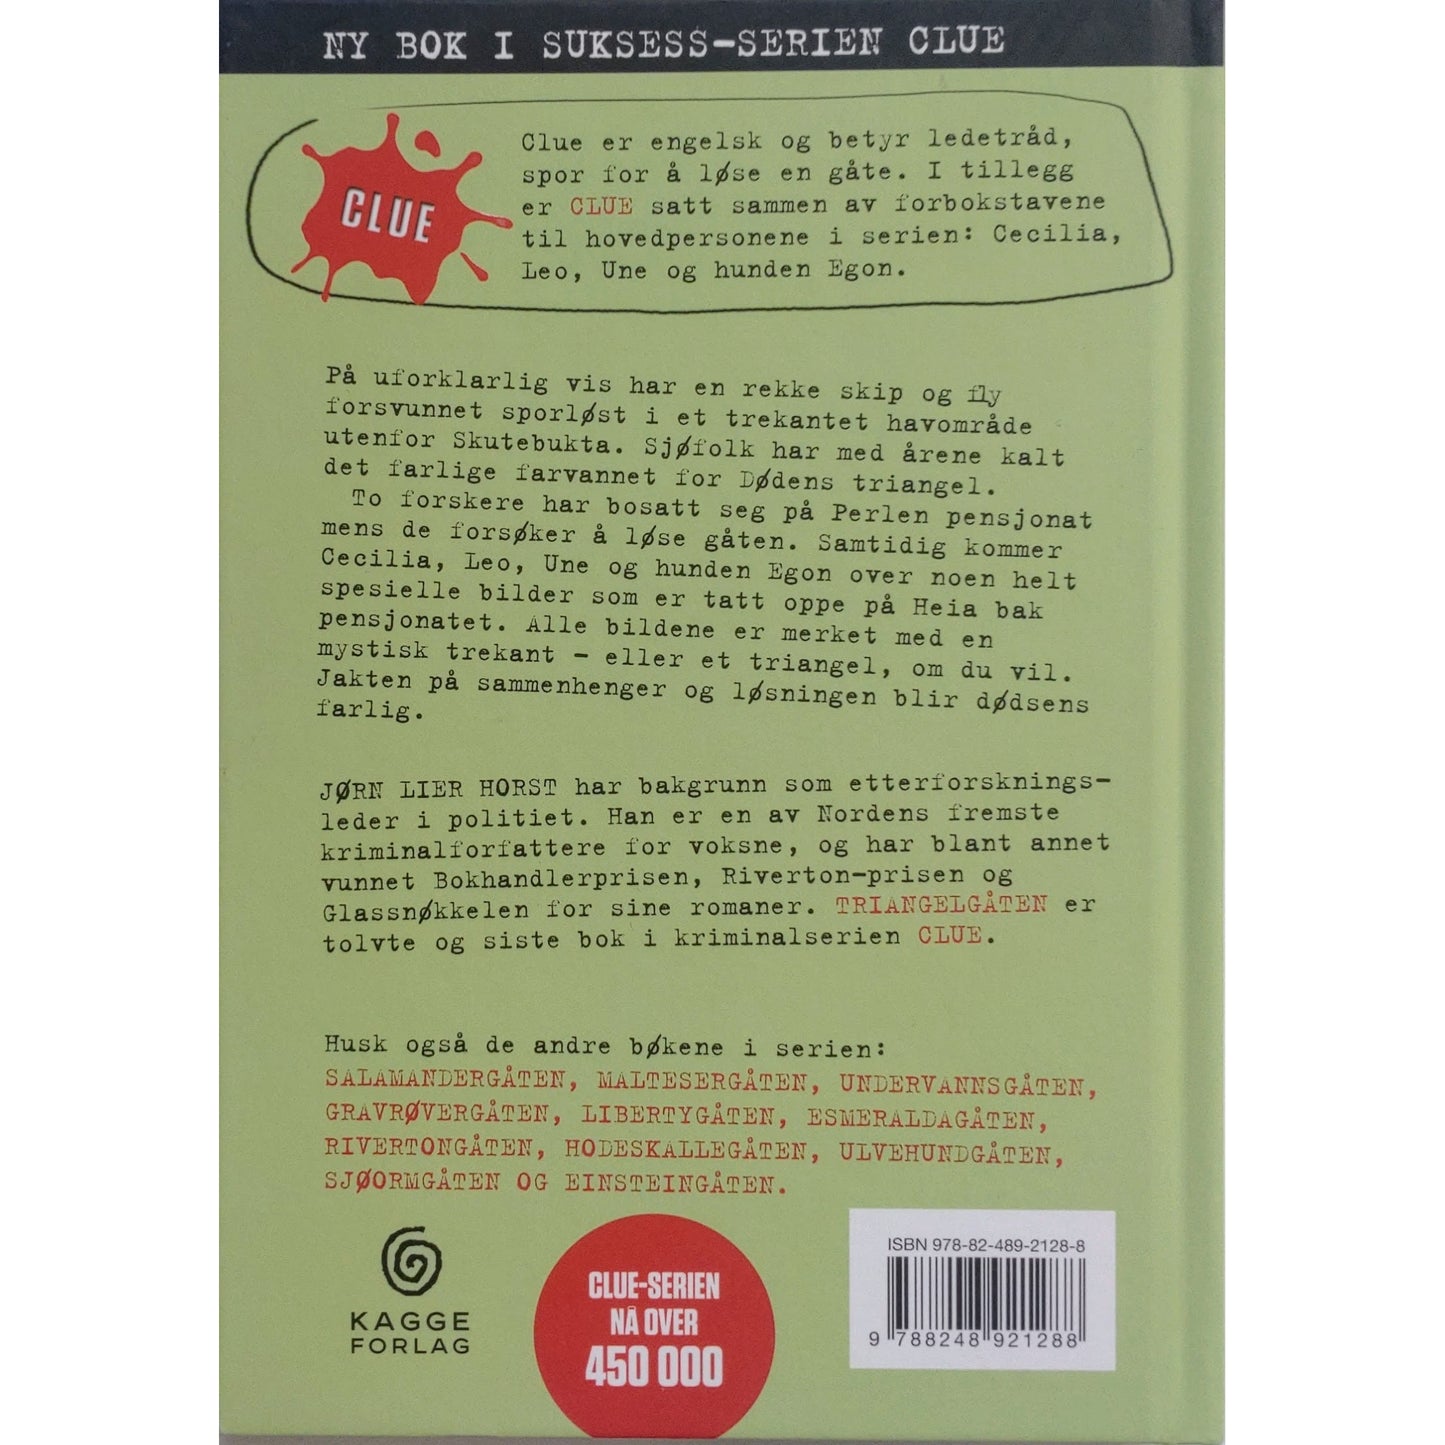 NY BOK I SUKSESS-SERIEN CLUE
CLUE
Clue er engelsk og betyr ledetråd,
spor for å løse en gåte. I tillegg
er CLUE satt sammen av forbokstavene
til hovedpersonene i serien: Cecilia,
Leo, Une og hunden Egon.
På uforklarlig vis har en rekke skip og fly
forsvunnet sporløst i et trekantet havområde
utenfor Skutebukta. Sjøfolk har med årene kalt
det farlige farvannet for Dødens triangel.
To forskere har bosatt seg på Perlen pensjonat
mens de forsøker å løse gåten. Samtidig kommer
Cecilia, Leo, Une og hunden Egon over noen helt
spesielle bilder som er tatt oppe på Heia bak
pensjonatet. Alle bildene er merket med en
mystisk trekant – eller et triangel, om du vil.
Jakten på sammenhenger og løsningen blir dødsens
farlig.
JØRN LIER HORST har bakgrunn som etterforsknings-
leder i politiet. Han er en av Nordens fremste
kriminalforfattere for voksne, og har blant annet
vunnet Bokhandlerprisen, Riverton-prisen og
Glassnøkkelen for sine romaner. TRIANGELGÅTEN er
tolvte og siste bok i kriminalserien CLUE.
Husk også de andre bøkene i serien:
SALAMANDERGÅTEN, MALTESERGÅTEN, UNDERVANNSGÅTEN,
GRAVRØVERGÅTEN, LIBERTYGÅTEN, ESMERALDAGÅTEN,
RIVERTONGÅTEN, HODESKALLEGÅTEN, ULVEHUNDGÅTEN,
SJØORMGÅTEN OG EINSTEINGÅTEN.
KAGGE
FORLAG
CLUE-SERIEN
NÅ OVER
450 000
ISBN 978-82-489-2128-8
9 788248 921288